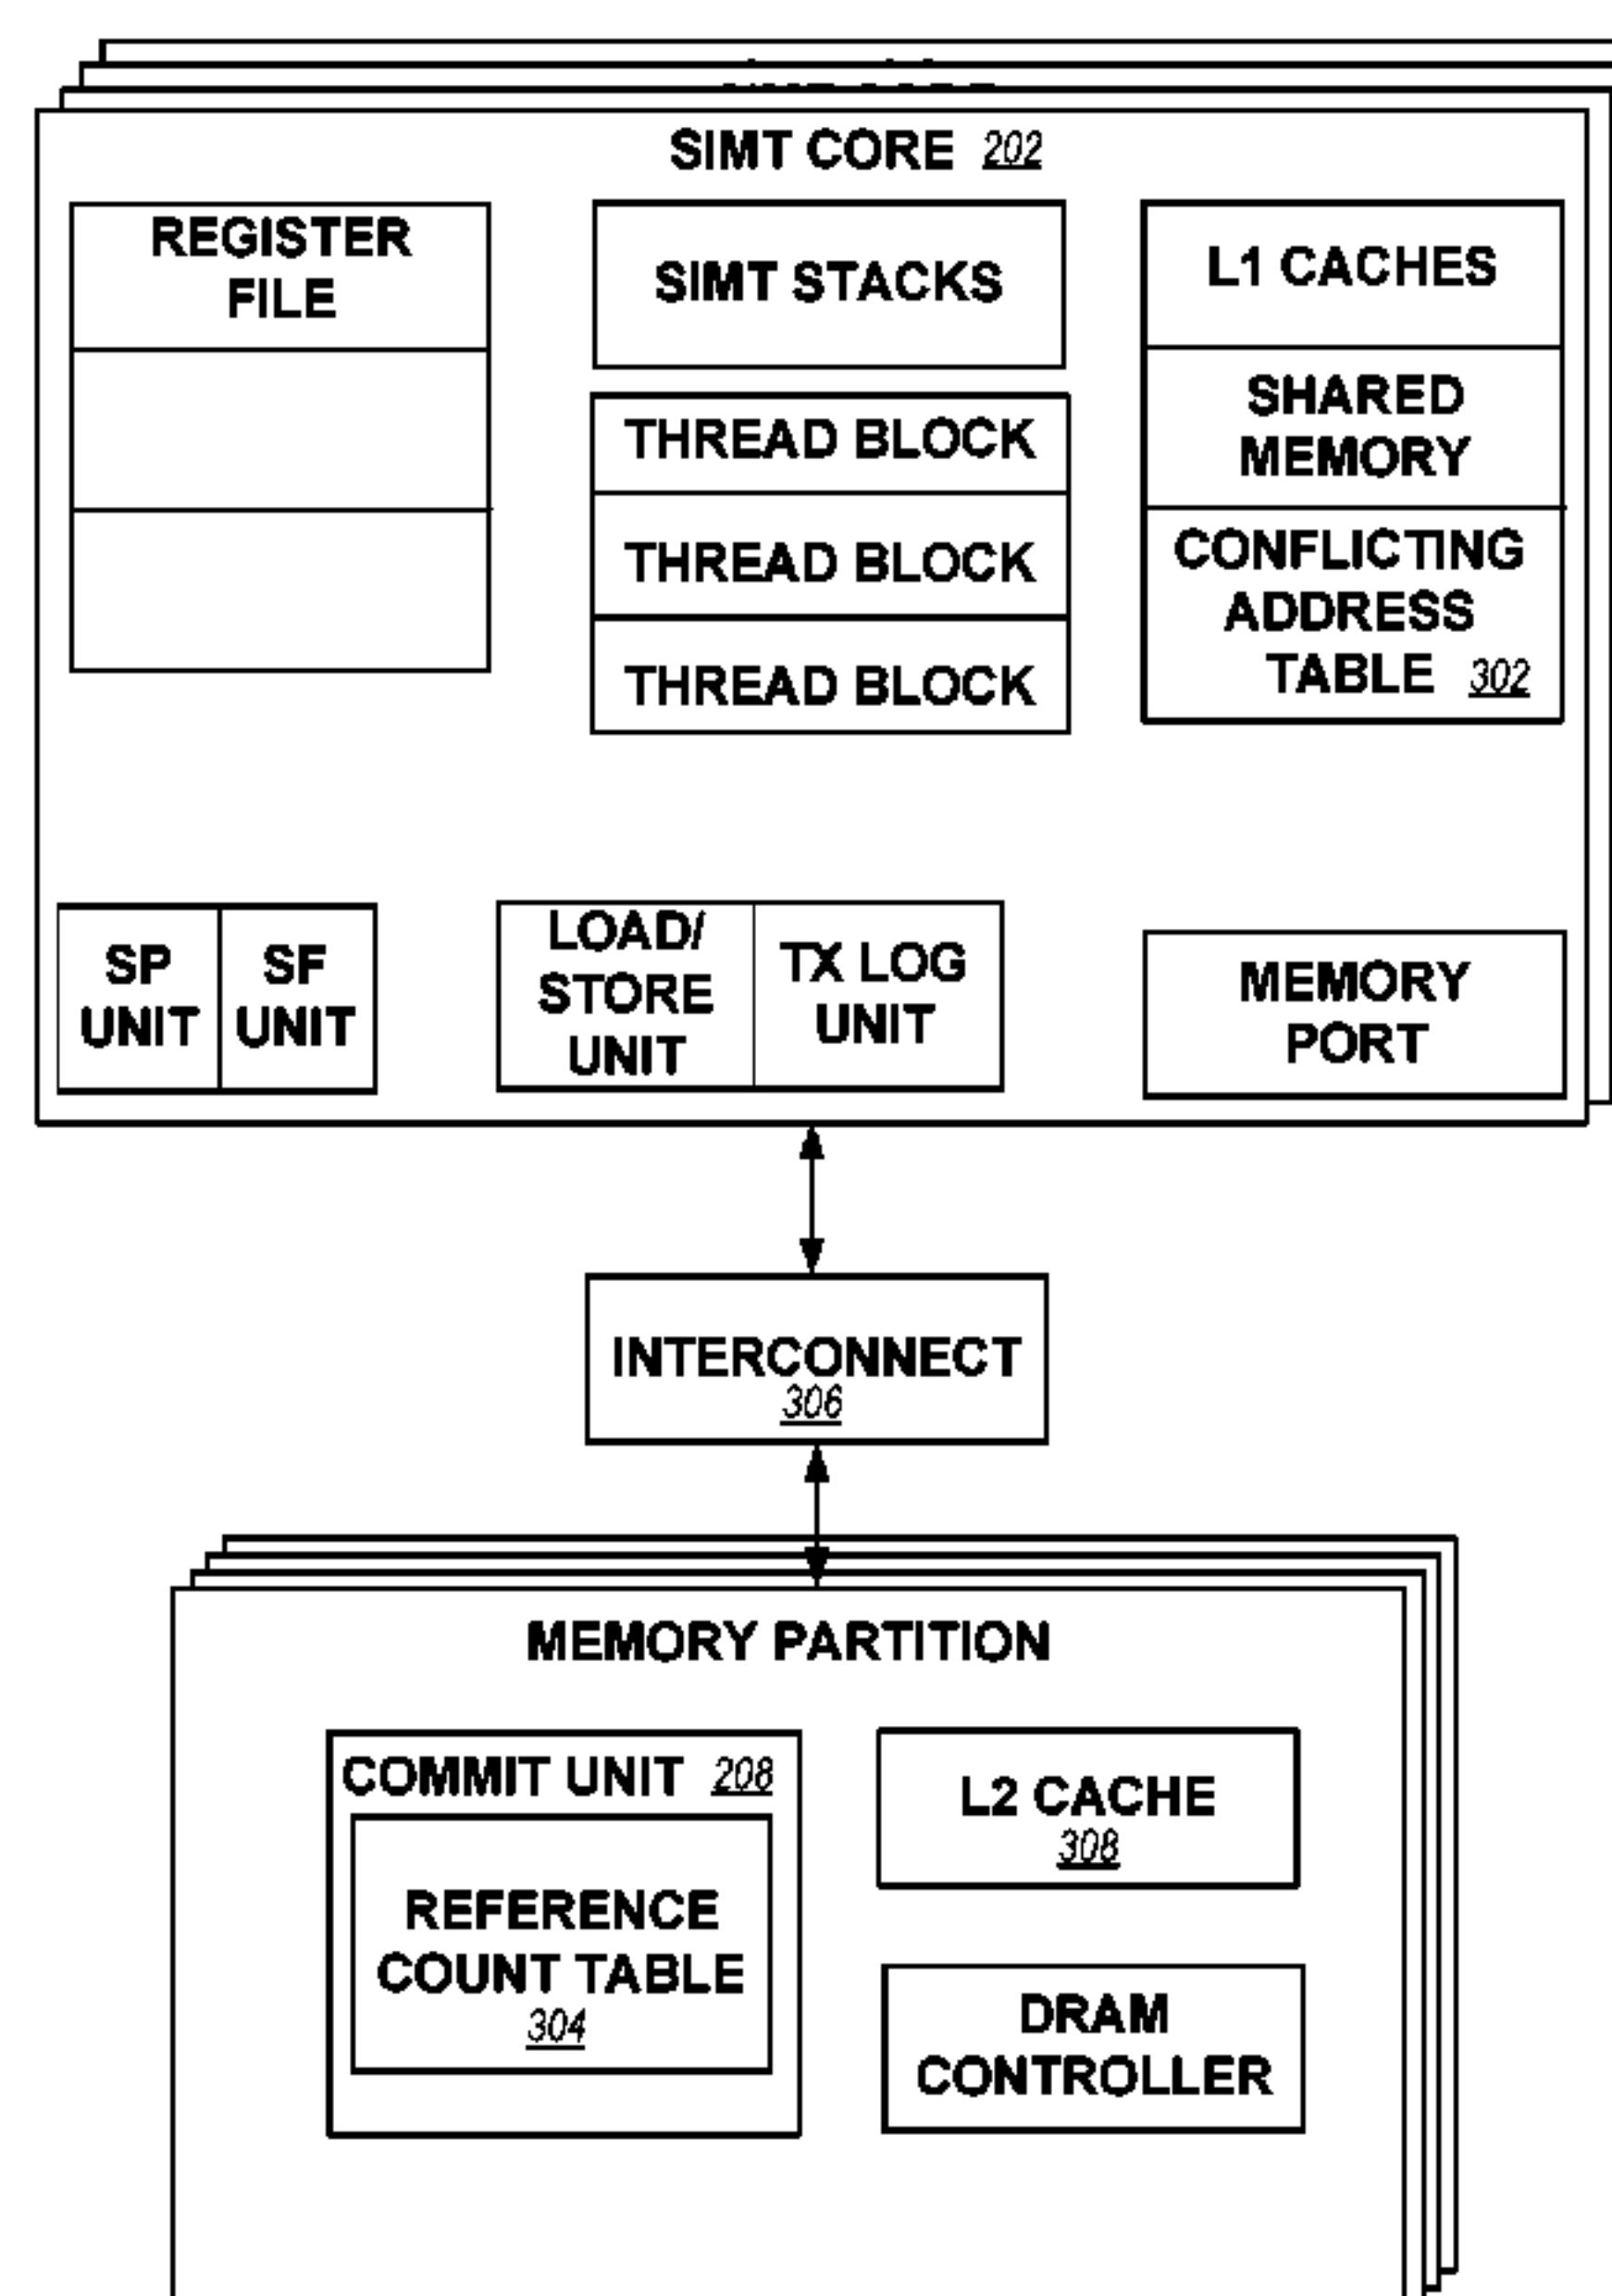 SIMT CORE 202
REGISTER
FILE
SIMT STACKS
L1 CACHES
SHARED
MEMORY
CONFLICTING
ADDRESS
TABLE 302
THREAD BLOCK
THREAD BLOCK
THREAD BLOCK
SP
UNIT
SF
UNIT
LOAD/
STORE
UNIT
TX LOG
UNIT
MEMORY
PORT
INTERCONNECT
306
MEMORY PARTITION
COMMIT UNIT 208
REFERENCE
COUNT TABLE
304
L2 CACHE
308
DRAM
CONTROLLER